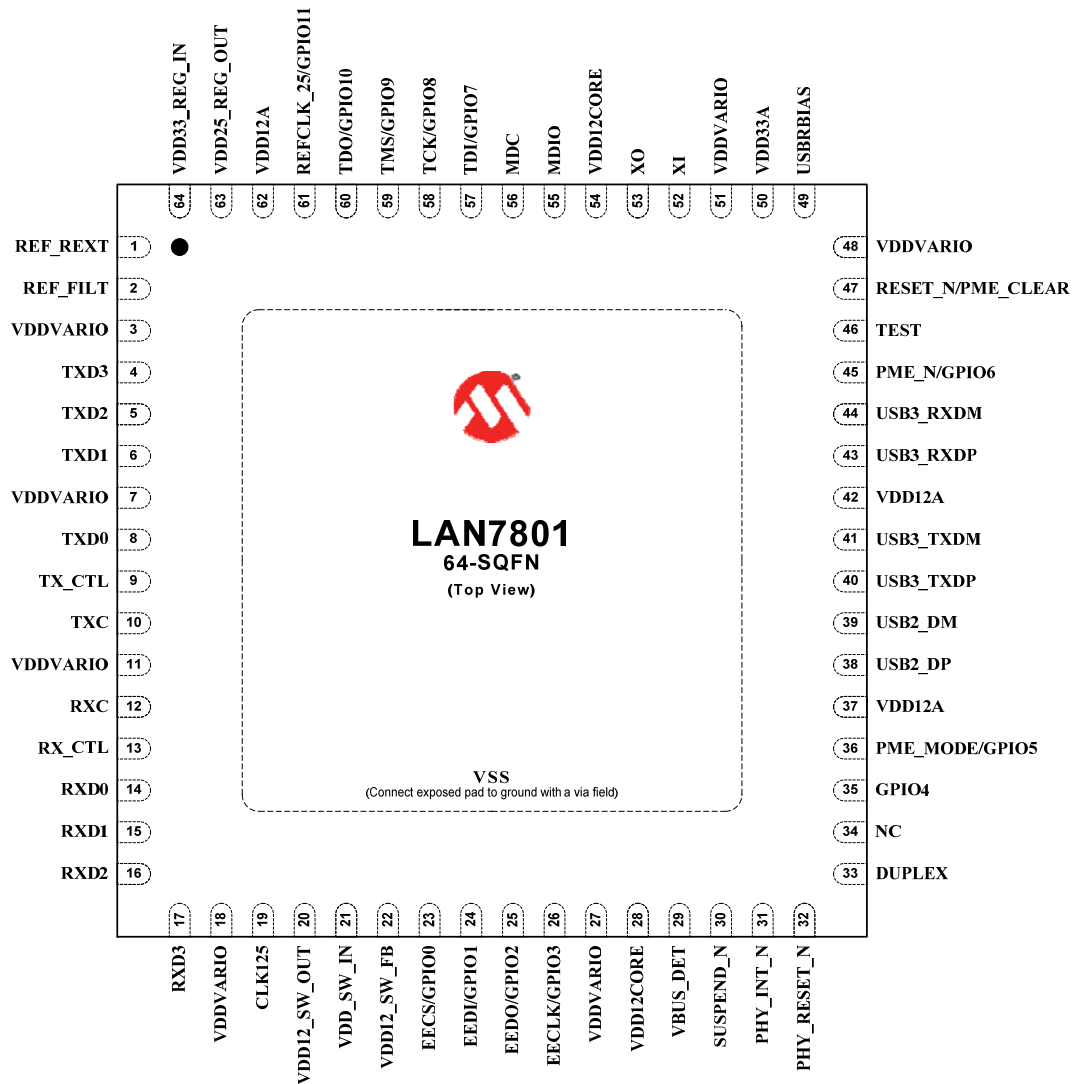 VDD33_REG_IN
VDD25_REG_OUT
VDD12A
REFCLK_25/GPIO11
TDO/GPIO10
TMS/GPIO9
TCK/GPIO8
TDI/GPIO7
MDC
MDIO
VDD12CORE
XO
XI
VDDVARIO
VDD33A
USBRBIAS
64 63 62 61 60 59 58 57 56 55 54 53 52 51 50 49
REF_REXT 1
REF_FILT 2
VDDVARIO 3
TXD3 4
TXD2 5
TXD1 6
VDDVARIO 7
TXD0 8
TX_CTL 9
TXC 10
VDDVARIO 11
RXC 12
RX_CTL 13
RXD0 14
RXD1 15
RXD2 16
®
LAN7801
64-SQFN
(Top View)
VSS
(Connect exposed pad to ground with a via field)
48 VDDVARIO
47 RESET_N/PME_CLEAR
46 TEST
45 PME_N/GPIO6
44 USB3_RXDM
43 USB3_RXDP
42 VDD12A
41 USB3_TXDM
40 USB3_TXDP
39 USB2_DM
38 USB2_DP
37 VDD12A
36 PME_MODE/GPIO5
35 GPIO4
34 NC
33 DUPLEX
17 18 19 20 21 22 23 24 25 26 27 28 29 30 31 32
RXD3
VDDVARIO
CLK125
VDD12_SW_OUT
VDD_SW_IN
VDD12_SW_FB
EECS/GPIO0
EEDI/GPIO1
EEDO/GPIO2
EECLK/GPIO3
VDDVARIO
VDD12CORE
VBUS_DET
SUSPEND_N
PHY_INT_N
PHY_RESET_N